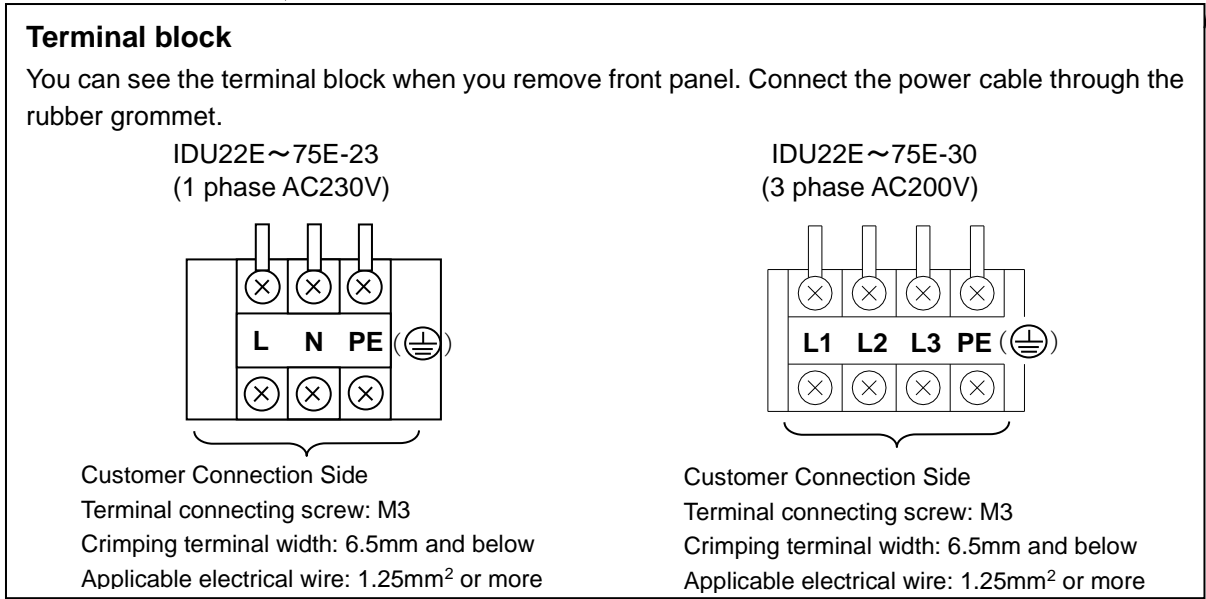 Terminal block
You can see the terminal block when you remove front panel. Connect the power cable through the
rubber grommet.
IDU22E～75E-23
(1 phase AC230V)
L N PE ( )
Customer Connection Side
Terminal connecting screw: M3
Crimping terminal width: 6.5mm and below
Applicable electrical wire: 1.25mm² or more
IDU22E～75E-30
(3 phase AC200V)
L1 L2 L3 PE ( )
Customer Connection Side
Terminal connecting screw: M3
Crimping terminal width: 6.5mm and below
Applicable electrical wire: 1.25mm² or more